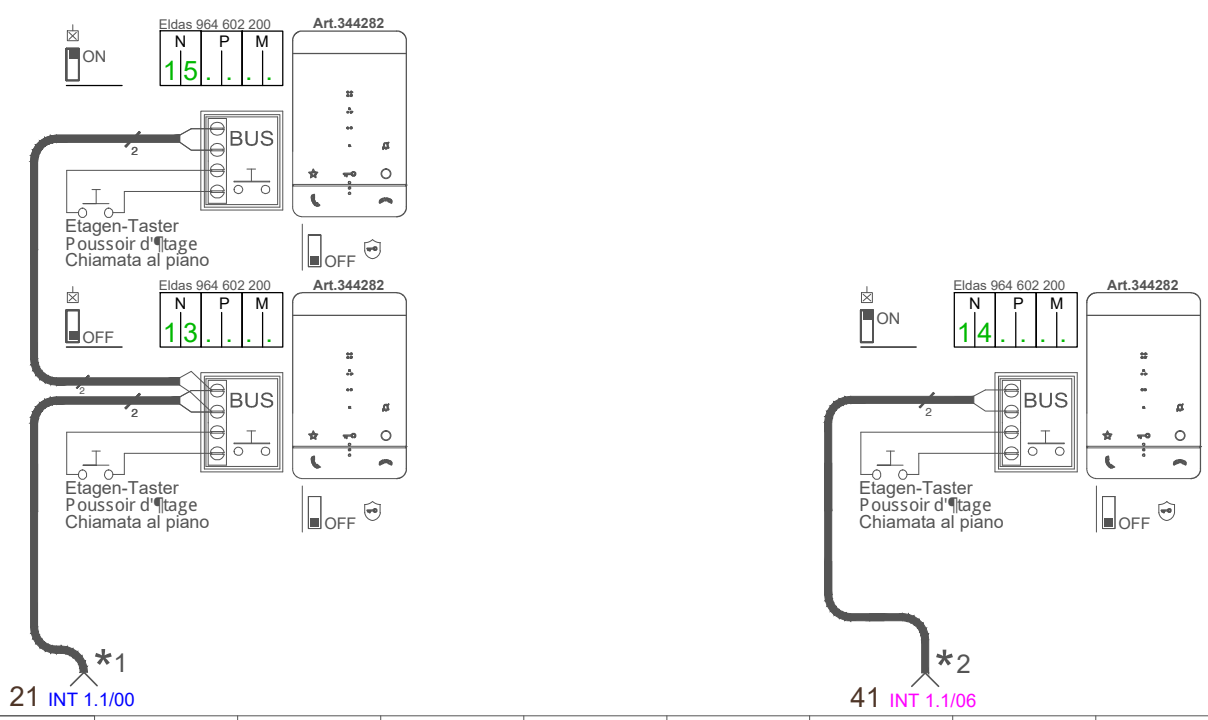 Eldas 964 602 200
Art.344282
ON
N P M
15....
BUS
2
Etagen-Taster
Poussoir d'¶tage
Chiamata al piano
OFF
Eldas 964 602 200
Art.344282
OFF
N P M
13....
2
BUS
2
Etagen-Taster
Poussoir d'¶tage
Chiamata al piano
OFF
*1
21 INT 1.1/00
Eldas 964 602 200
Art.344282
ON
N P M
14....
BUS
2
Etagen-Taster
Poussoir d'¶tage
Chiamata al piano
OFF
*2
41 INT 1.1/06